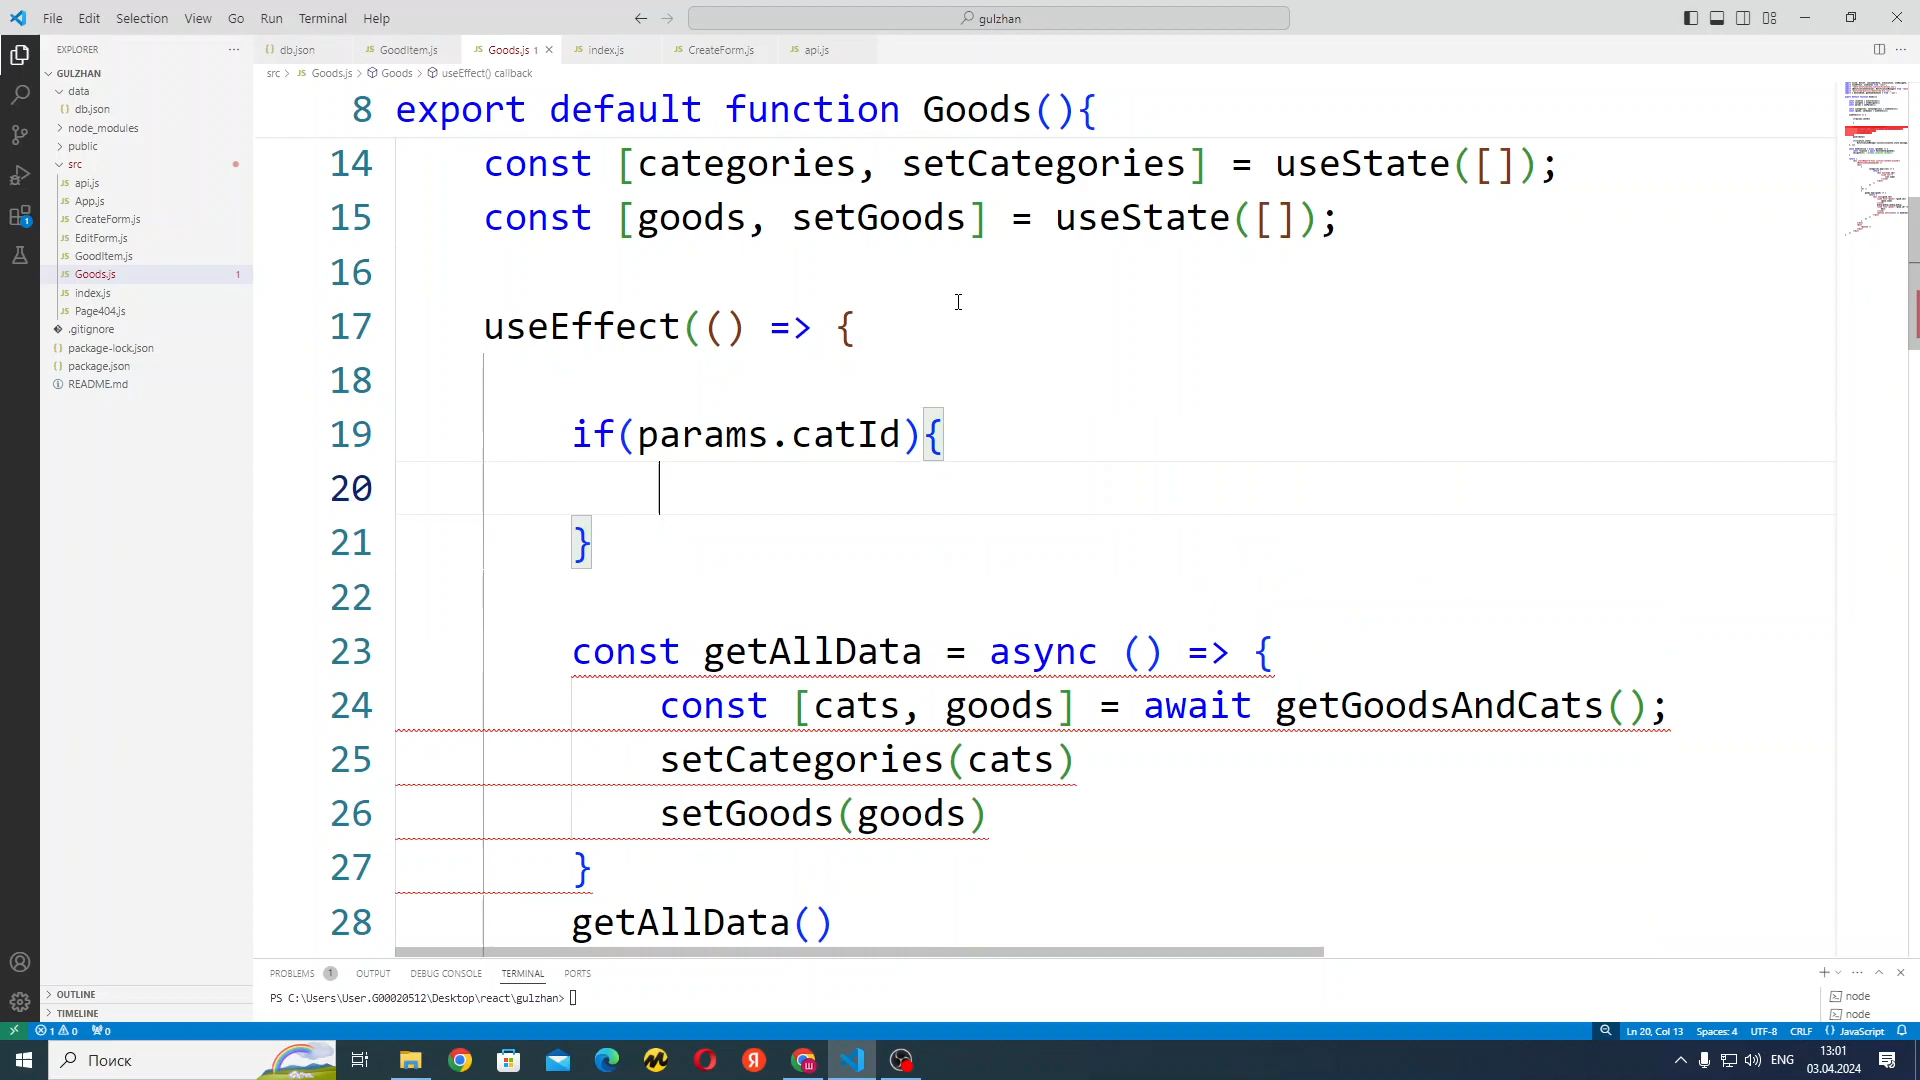 File Edit Selection View Go Run Terminal Help
gulzhan
EXPLORER
GULZHAN
data
db.json
node_modules
public
src
api.js
App.js
CreateForm.js
EditForm.js
GoodItem.js
Goods.js 1
index.js
Page404.js
.gitignore
package-lock.json
package.json
README.md
OUTLINE
TIMELINE
db.json GoodItem.js Goods.js 1 index.js CreateForm.js api.js
src > Goods.js > Goods > useEffect() callback
8 export default function Goods(){
14 const [categories, setCategories] = useState([]);
15 const [goods, setGoods] = useState([]);
16
17 useEffect(() => {
18
19 if(params.catId){
20
21 }
22
23 const getAllData = async () => {
24 const [cats, goods] = await getGoodsAndCats();
25 setCategories(cats)
26 setGoods(goods)
27 }
28 getAllData()
PROBLEMS 1 OUTPUT DEBUG CONSOLE TERMINAL PORTS
PS C:\Users\User.G00020512\Desktop\react\gulzhan>
node
node
1 0 0 Ln 20, Col 13 Spaces: 4 UTF-8 CRLF {} JavaScript
Поиск
ENG
13:01
03.04.2024